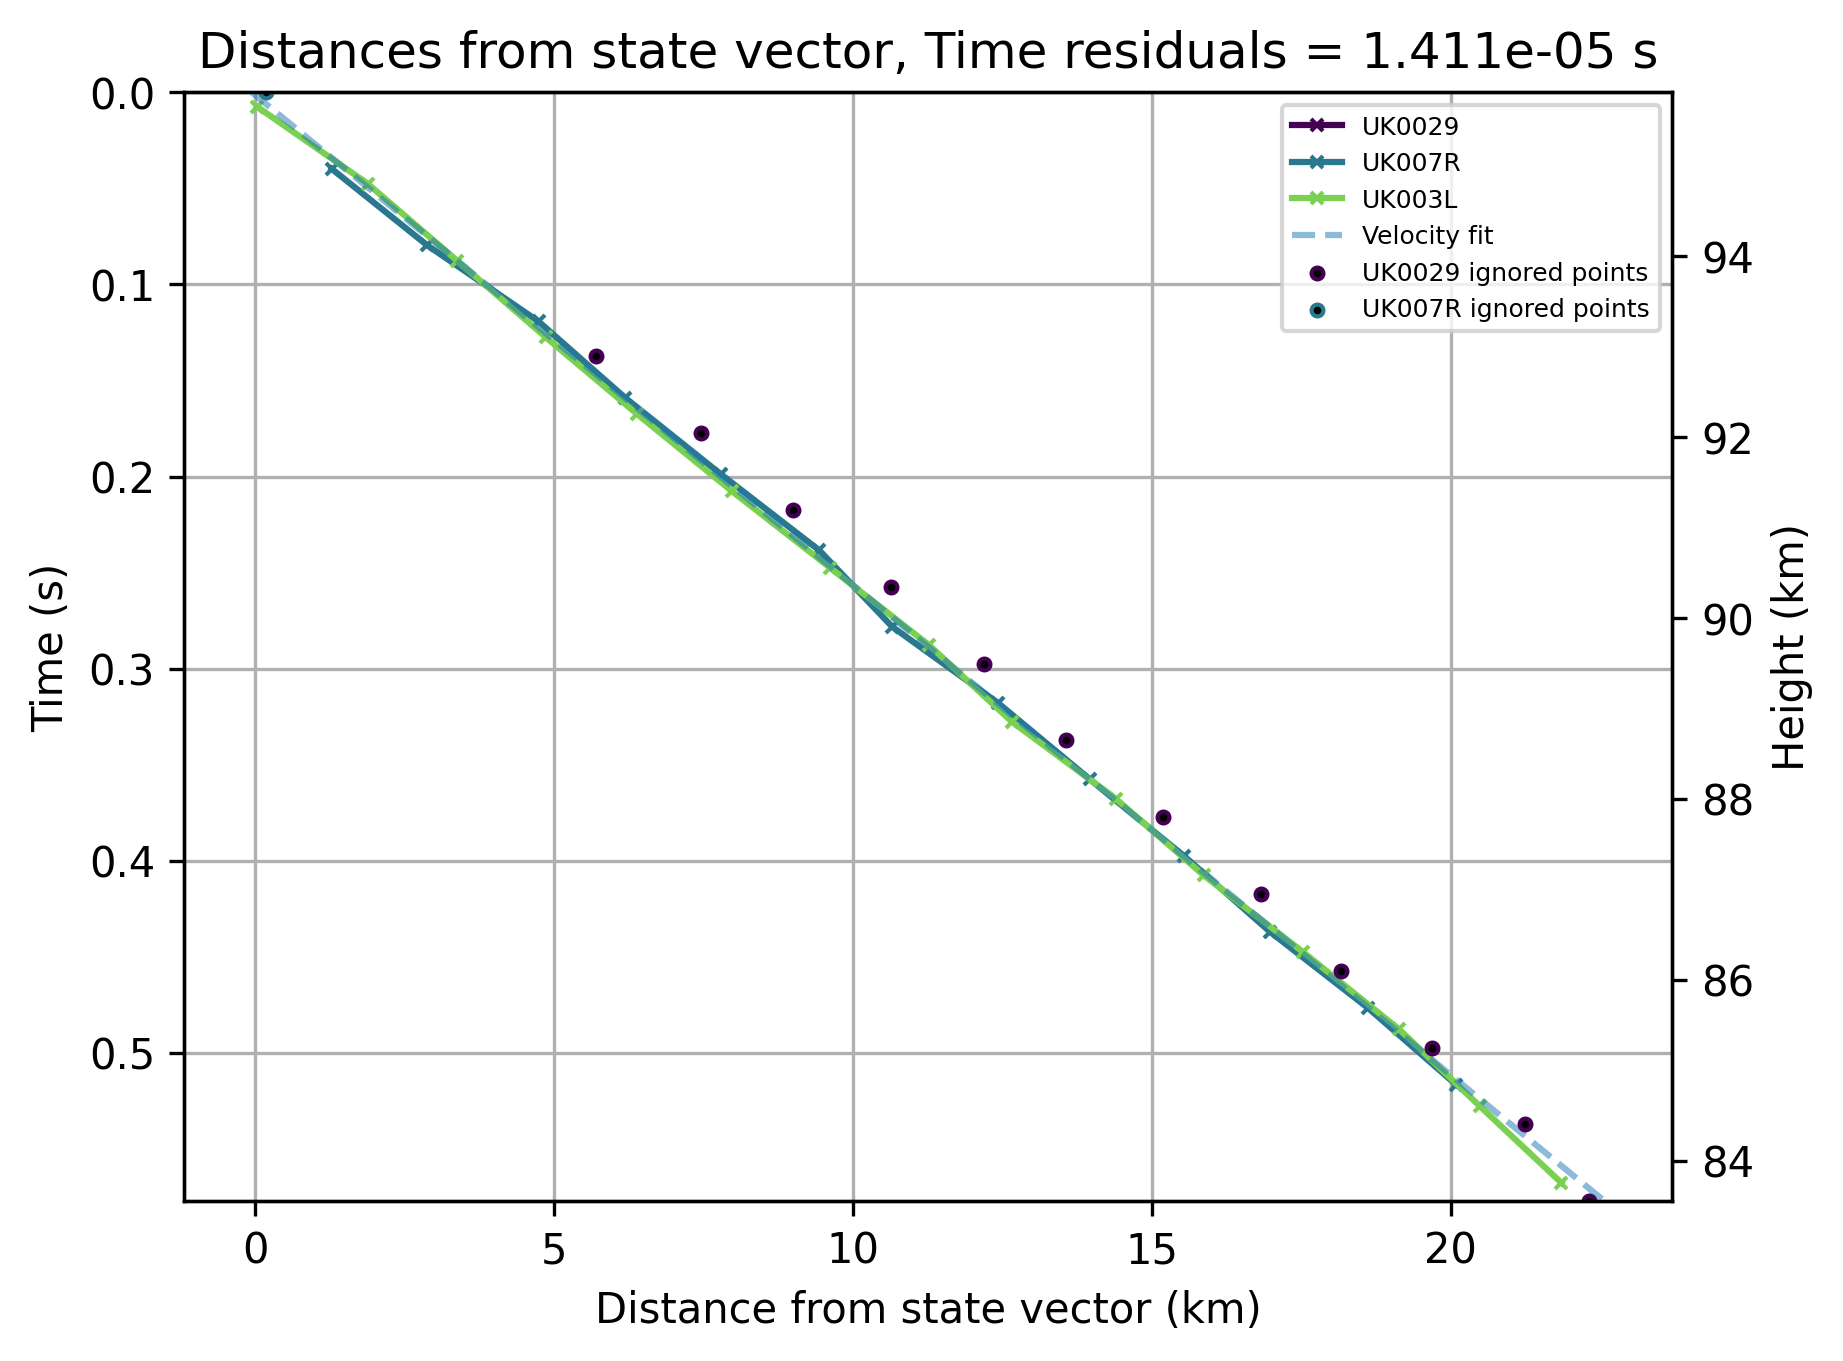 Distances from state vector, Time residuals = 1.411e-05 s
UK0029
UK007R
UK003L
Velocity fit
UK0029 ignored points
UK007R ignored points
Time (s)
0.0
0.1
0.2
0.3
0.4
0.5
Height (km)
94
92
90
88
86
84
0
5
10
15
20
Distance from state vector (km)